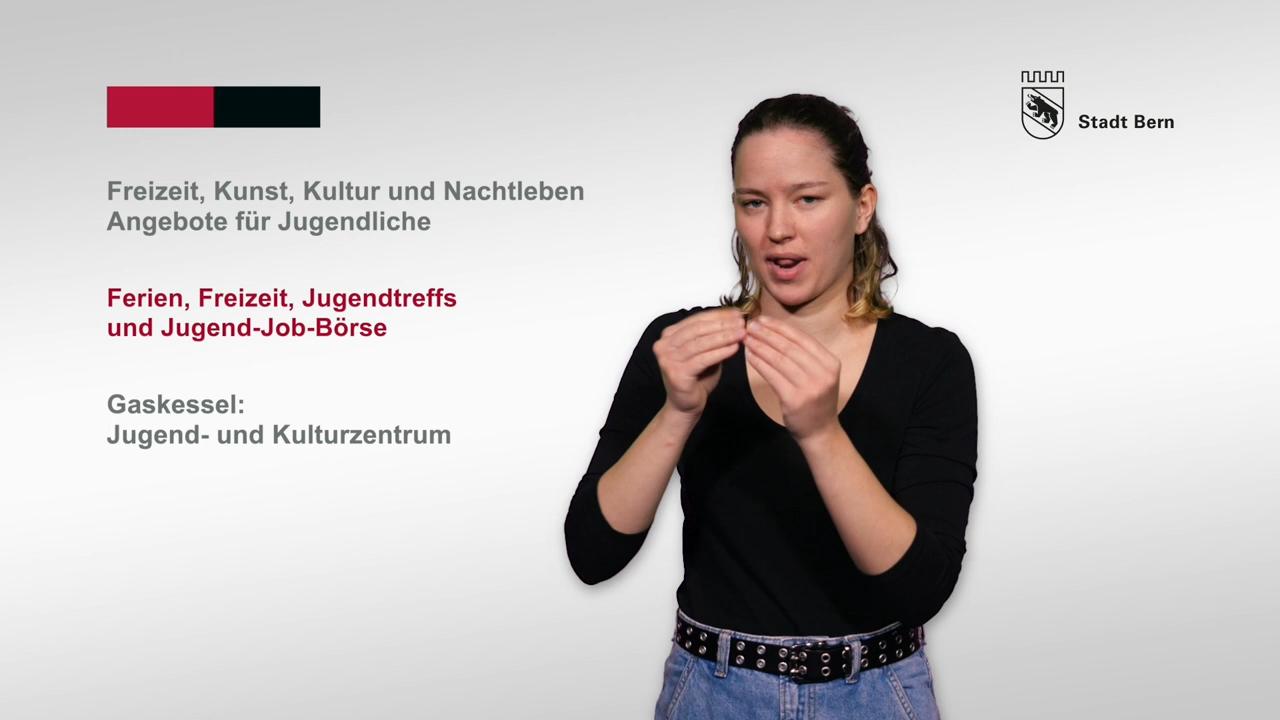 Stadt Bern
Freizeit, Kunst, Kultur und Nachtleben
Angebote für Jugendliche
Ferien, Freizeit, Jugendtreffs
und Jugend-Job-Börse
Gaskessel:
Jugend- und Kulturzentrum